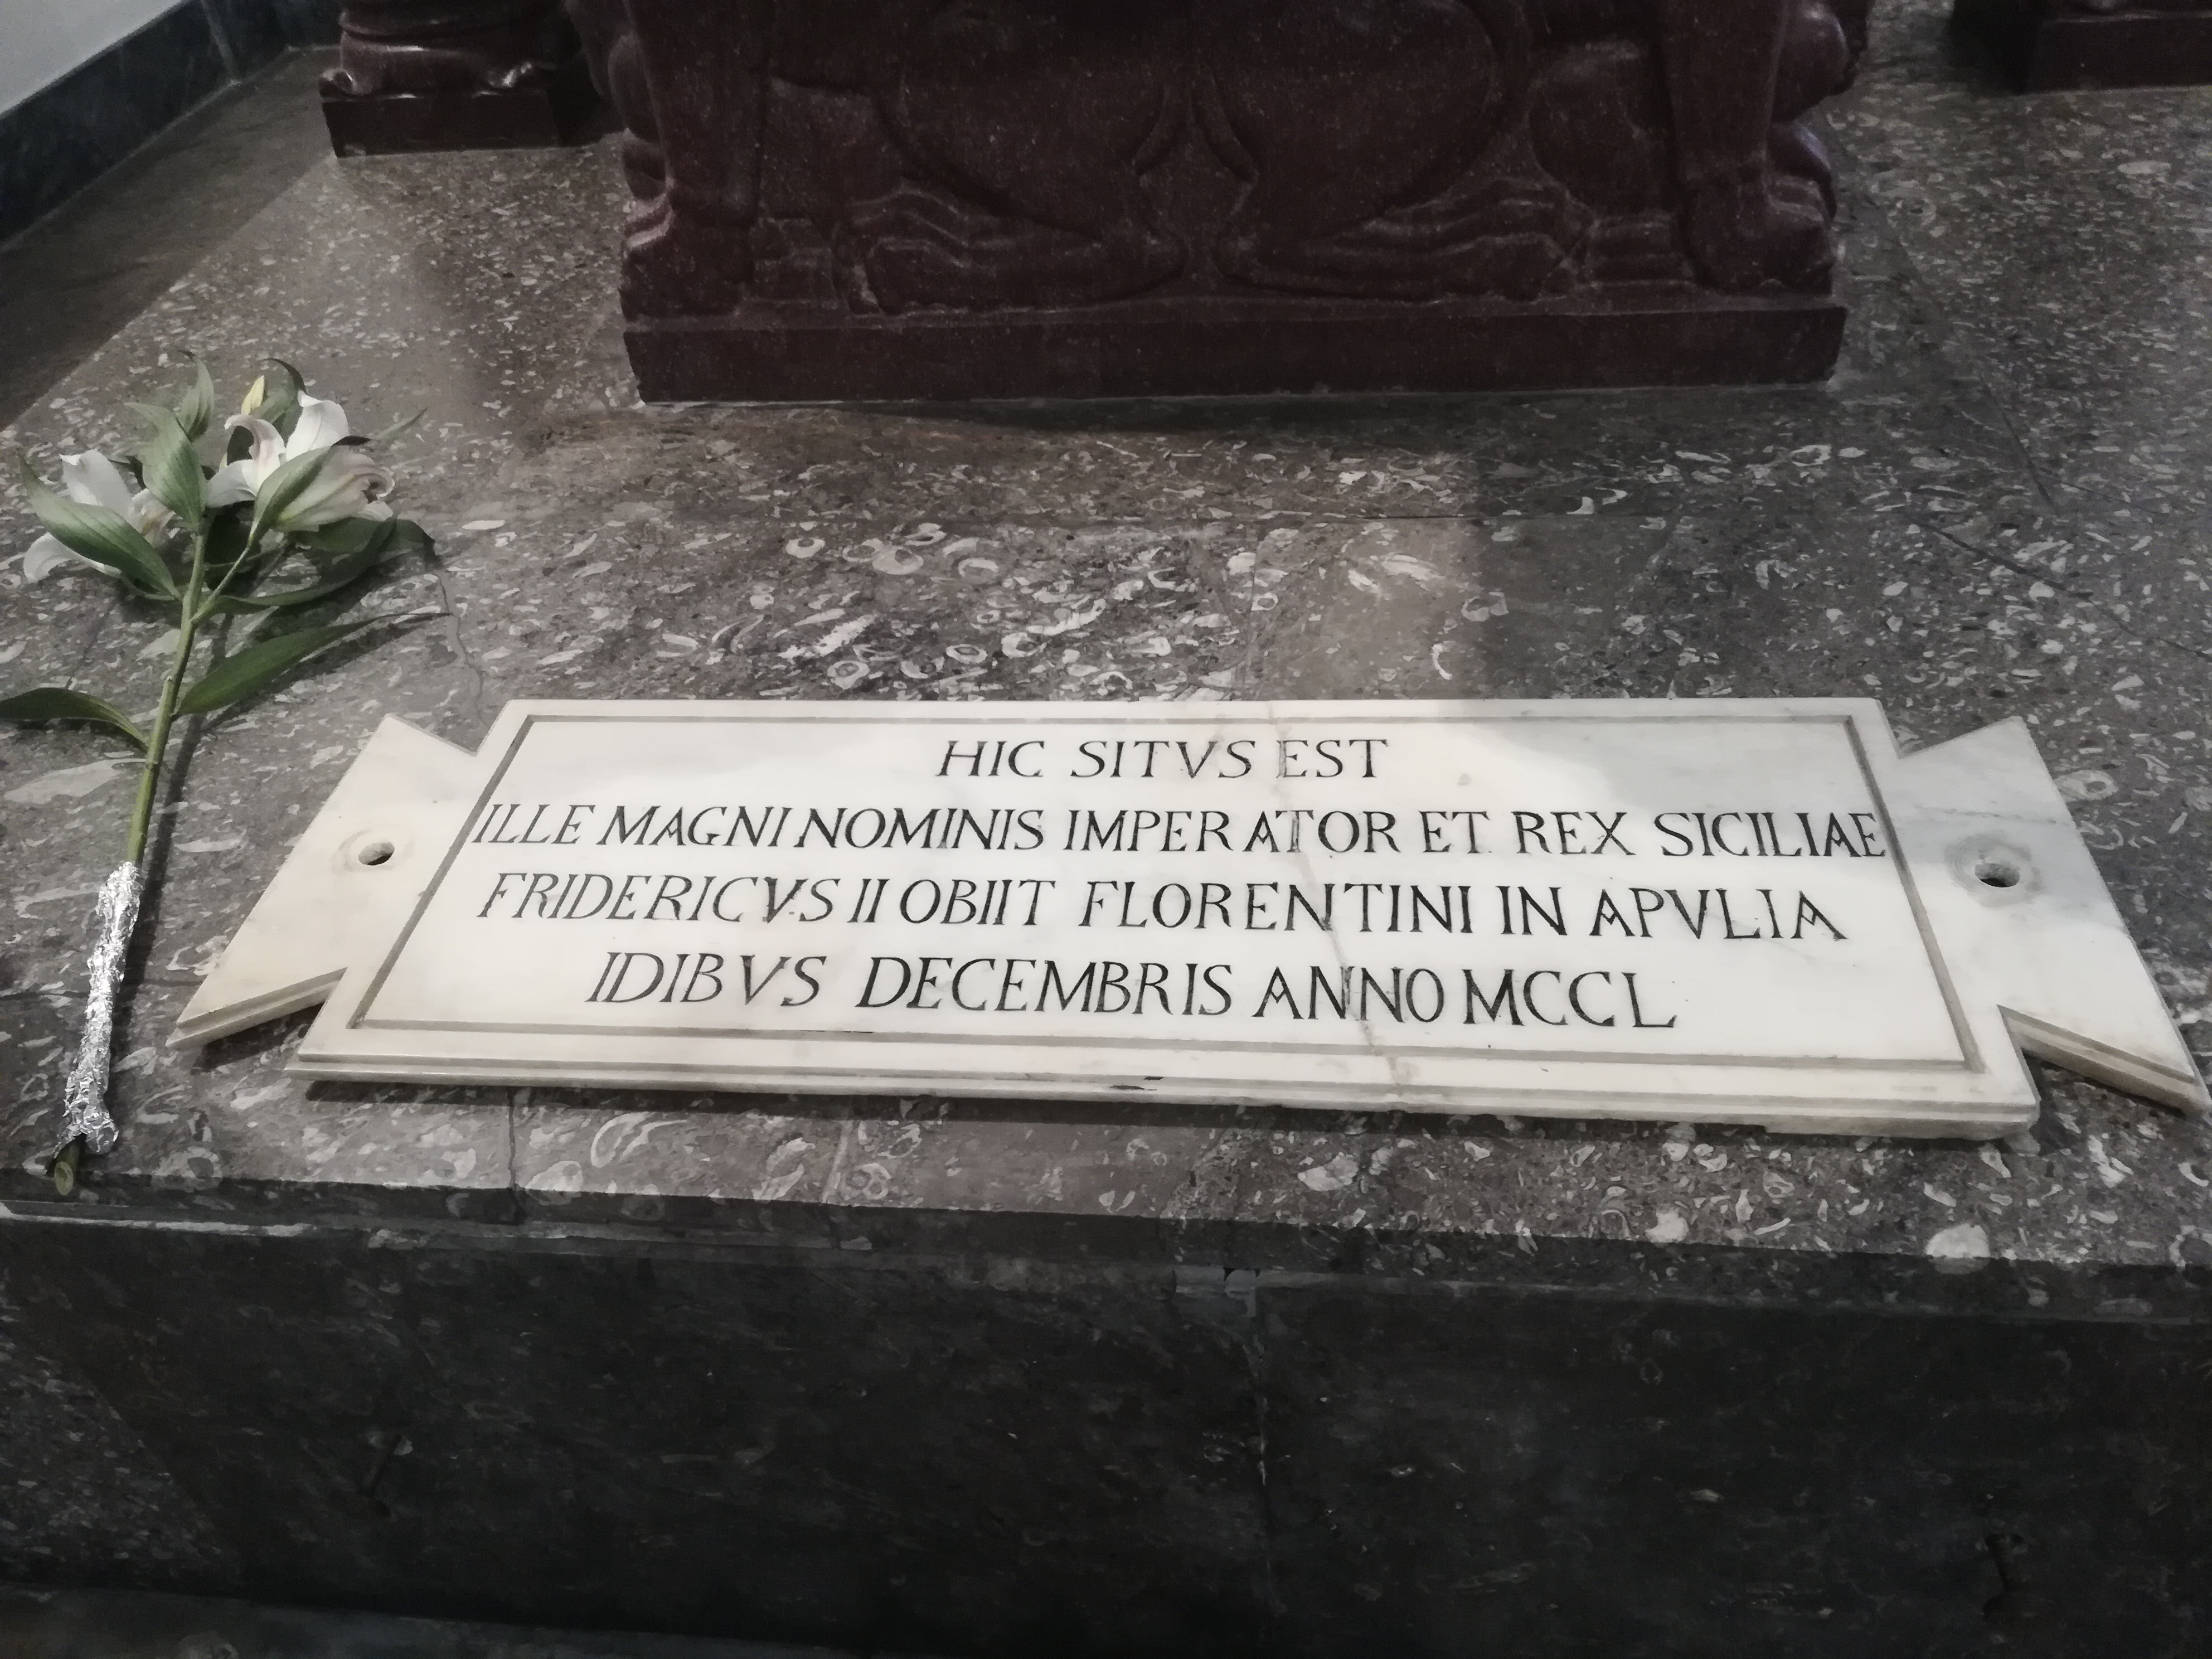 HIC SITVS EST
ILLE MAGNI NOMINIS IMPERATOR ET REX SICILIAE
FRIDERICVS II OBIIT FLORENTINI IN APVLIA
IDIBVS DECEMBRIS ANNO MCCL